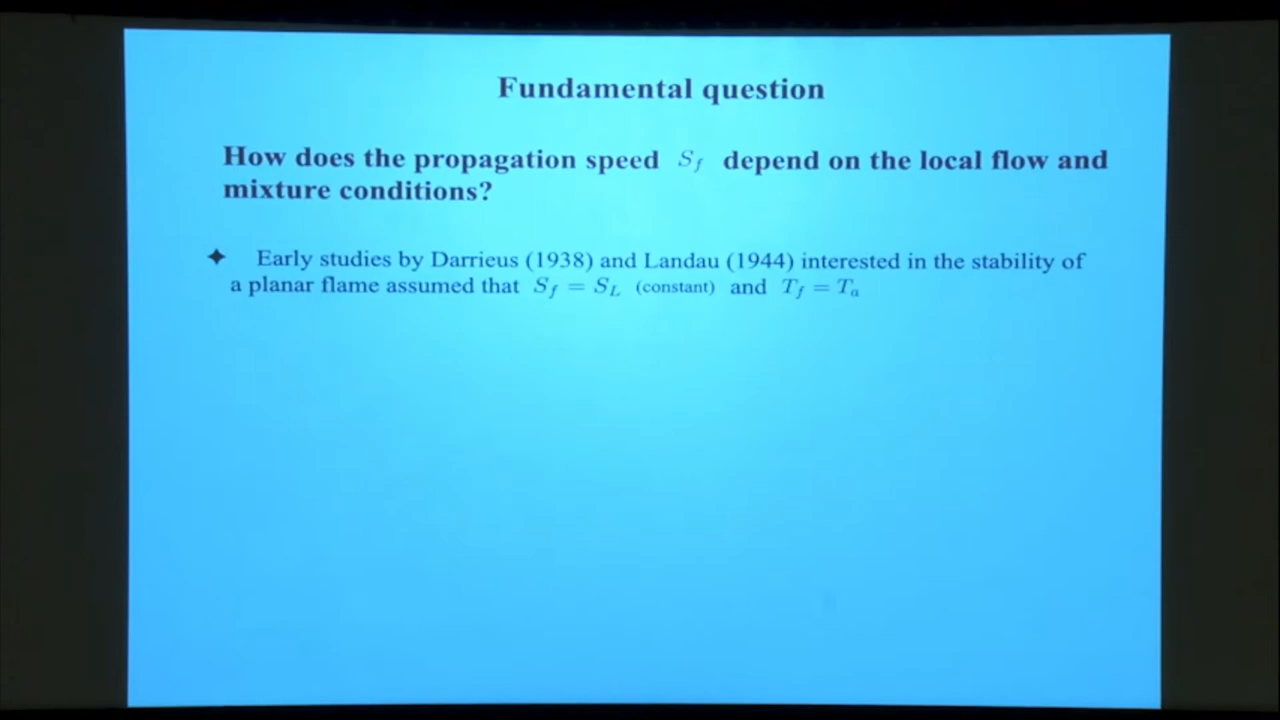 Fundamental question
How does the propagation speed S_f depend on the local flow and
mixture conditions?
✦ Early studies by Darrieus (1938) and Landau (1944) interested in the stability of
a planar flame assumed that S_f = S_L (constant) and T_f = T_a